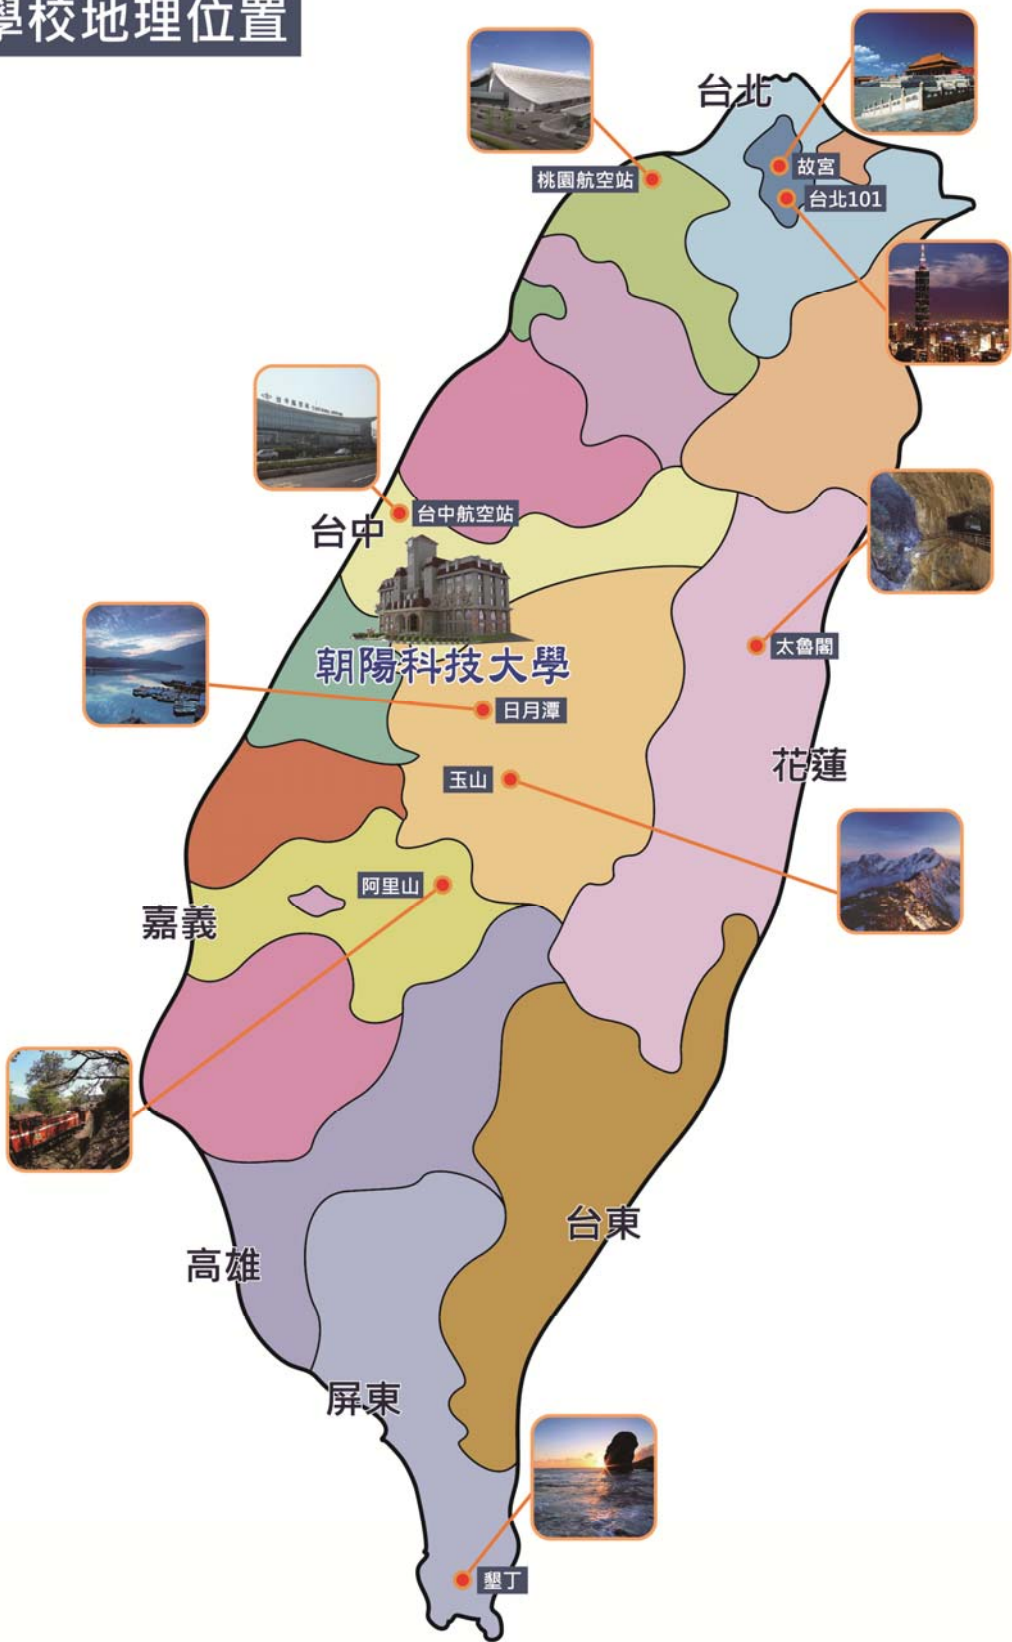 學校地理位置
台北
桃園航空站
故宮
台北101
台中航空站
台中
朝陽科技大學
太魯閣
日月潭
花蓮
玉山
阿里山
嘉義
台東
高雄
屏東
墾丁